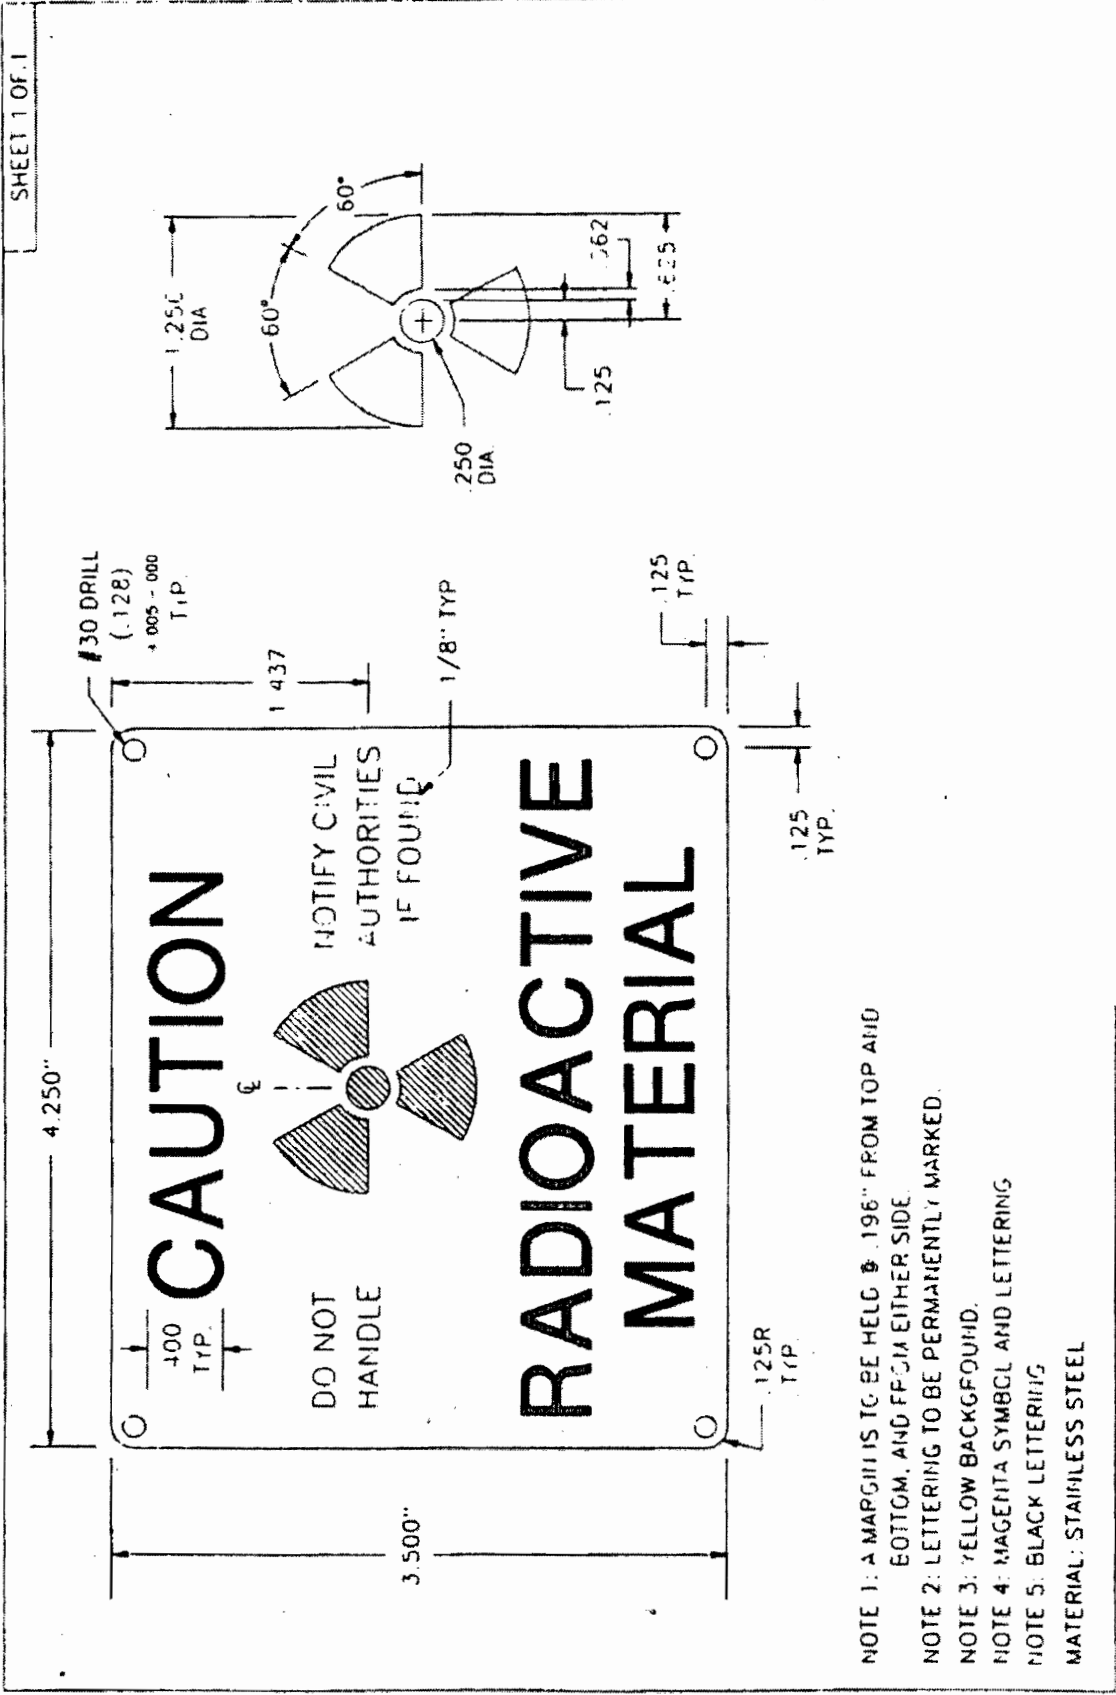 SHEET 1 OF 1
4.250"
#30 DRILL
(.128)
+.005 -.000
TYP.
3.500"
.400
TYP.
CAUTION
1.437
℄
DO NOT
HANDLE
NOTIFY CIVIL
AUTHORITIES
IF FOUND
1/8" TYP
RADIOACTIVE
MATERIAL
.125R
TYP.
.125
TYP.
.125
TYP.
1.250
DIA
60°
60°
.250
DIA.
.125
.062
.625
NOTE 1: A MARGIN IS TO BE HELD @ .196" FROM TOP AND
BOTTOM, AND FROM EITHER SIDE.
NOTE 2: LETTERING TO BE PERMANENTLY MARKED.
NOTE 3: YELLOW BACKGROUND.
NOTE 4: MAGENTA SYMBOL AND LETTERING
NOTE 5: BLACK LETTERING
MATERIAL: STAINLESS STEEL